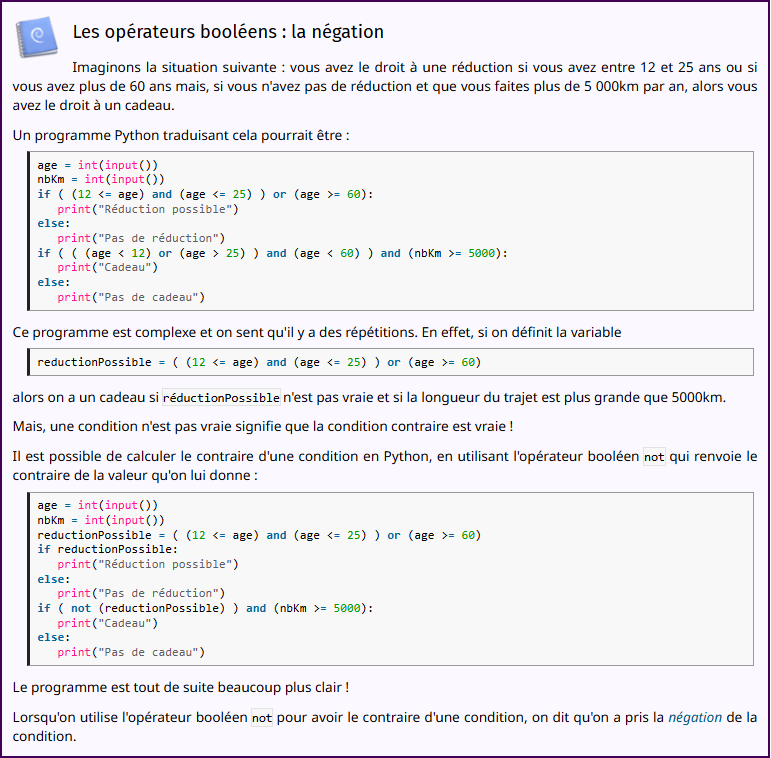 Les opérateurs booléens : la négation
Imaginons la situation suivante : vous avez le droit à une réduction si vous avez entre 12 et 25 ans ou si
vous avez plus de 60 ans mais, si vous n'avez pas de réduction et que vous faites plus de 5 000km par an, alors vous
avez le droit à un cadeau.
Un programme Python traduisant cela pourrait être :
age = int(input())
nbKm = int(input())
if ( (12 <= age) and (age <= 25) ) or (age >= 60):
   print("Réduction possible")
else:
   print("Pas de réduction")
if ( ( (age < 12) or (age > 25) ) and (age < 60) ) and (nbKm >= 5000):
   print("Cadeau")
else:
   print("Pas de cadeau")
Ce programme est complexe et on sent qu'il y a des répétitions. En effet, si on définit la variable
reductionPossible = ( (12 <= age) and (age <= 25) ) or (age >= 60)
alors on a un cadeau si réductionPossible n'est pas vraie et si la longueur du trajet est plus grande que 5000km.
Mais, une condition n'est pas vraie signifie que la condition contraire est vraie !
Il est possible de calculer le contraire d'une condition en Python, en utilisant l'opérateur booléen not qui renvoie le
contraire de la valeur qu'on lui donne :
age = int(input())
nbKm = int(input())
reductionPossible = ( (12 <= age) and (age <= 25) ) or (age >= 60)
if reductionPossible:
   print("Réduction possible")
else:
   print("Pas de réduction")
if ( not (reductionPossible) ) and (nbKm >= 5000):
   print("Cadeau")
else:
   print("Pas de cadeau")
Le programme est tout de suite beaucoup plus clair !
Lorsqu'on utilise l'opérateur booléen not pour avoir le contraire d'une condition, on dit qu'on a pris la négation de la
condition.